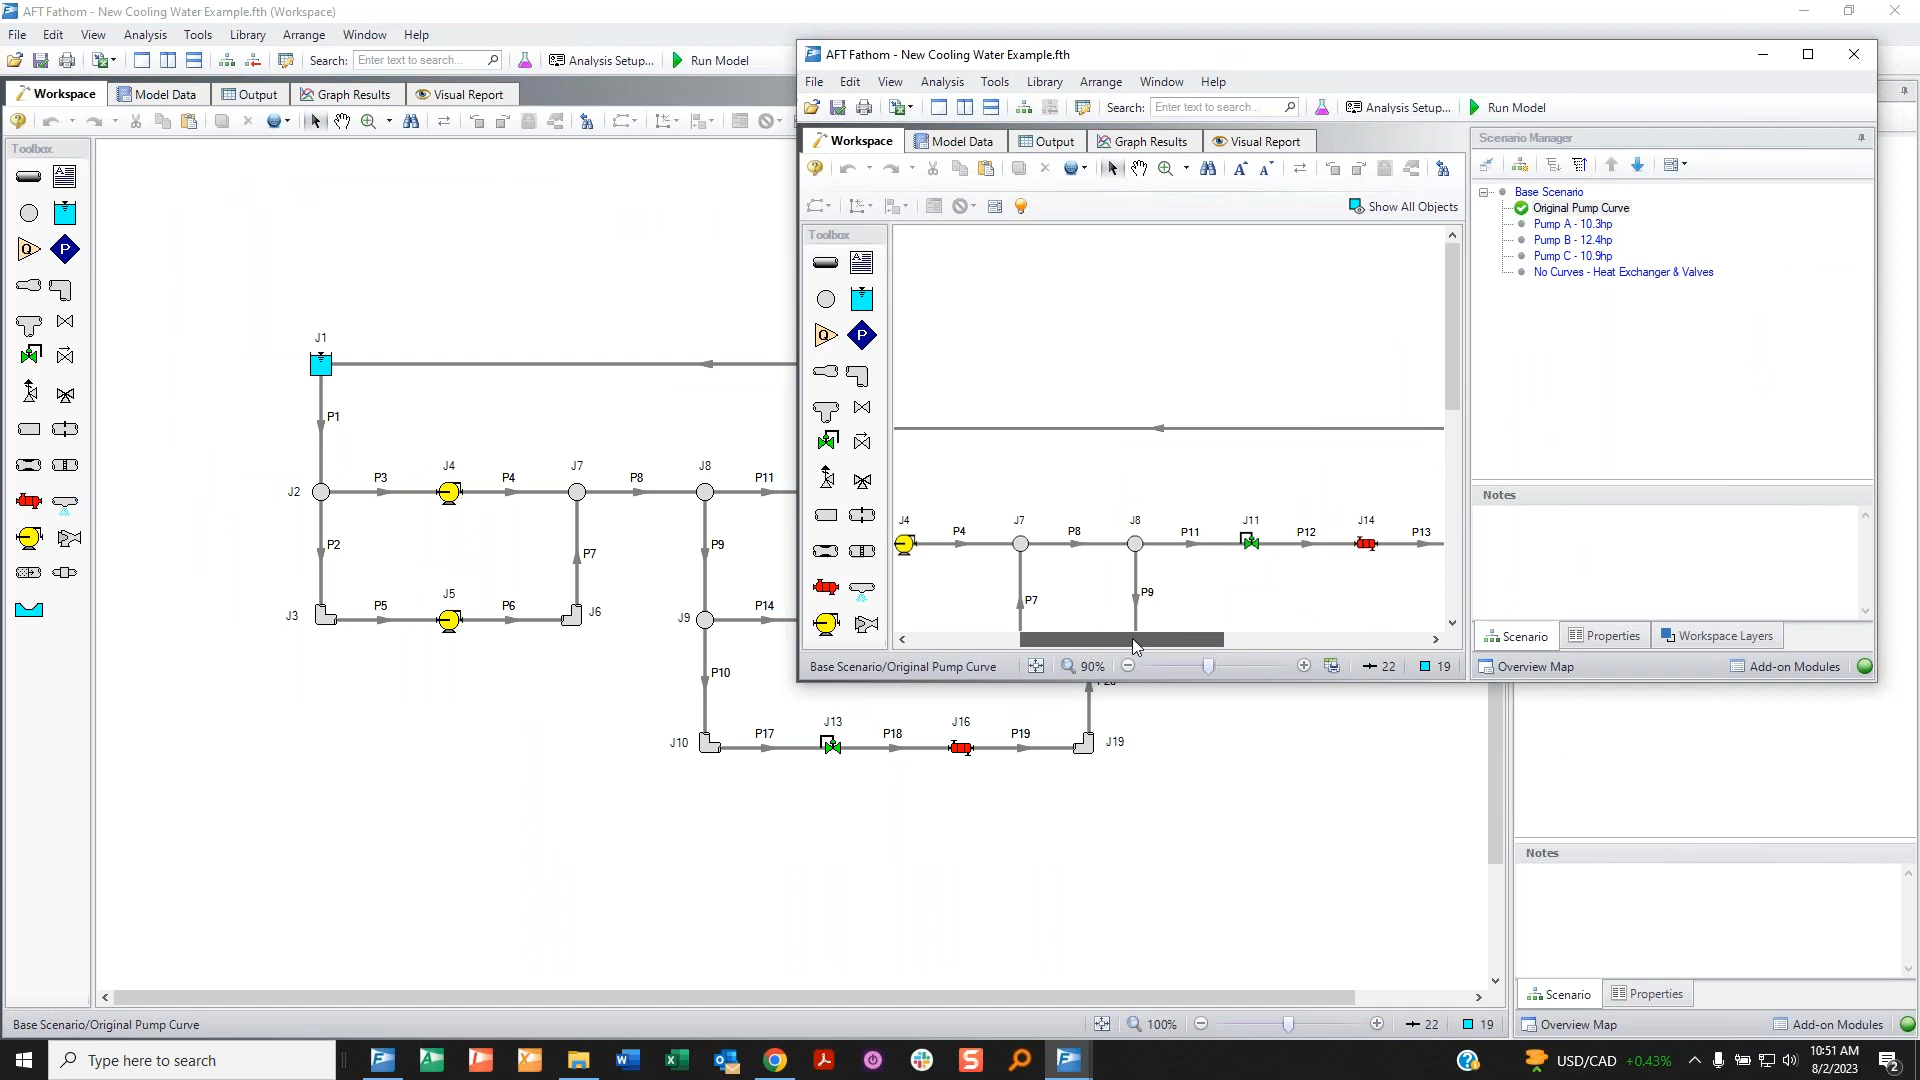 AFT Fathom - New Cooling Water Example.fth (Workspace)
File Edit View Analysis Tools Library Arrange Window Help
Search: Enter text to search... Analysis Setup... Run Model
Workspace Model Data Output Graph Results Visual Report
Toolbox
J1
P1
J4 J7 J8
P3 P4 P8 P11
J2
P2 P7 P9
J5
P5 P6 P14
J3 J6 J9
P10
J13 J16
P17 P18 P19
J10 J19
AFT Fathom - New Cooling Water Example.fth
File Edit View Analysis Tools Library Arrange Window Help
Search: Enter text to search... Analysis Setup... Run Model
Workspace Model Data Output Graph Results Visual Report
Show All Objects
Toolbox
J4 J7 J8 J11 J14
P4 P8 P11 P12 P13
P7 P9
Base Scenario/Original Pump Curve 90% 22 19
Scenario Manager
Base Scenario
Original Pump Curve
Pump A - 10.3hp
Pump B - 12.4hp
Pump C - 10.9hp
No Curves - Heat Exchanger & Valves
Notes
Scenario Properties Workspace Layers
Overview Map Add-on Modules
Notes
Scenario Properties
Base Scenario/Original Pump Curve 100% 22 19 Overview Map Add-on Modules
Type here to search USD/CAD +0.43% 10:51 AM
8/2/2023 2